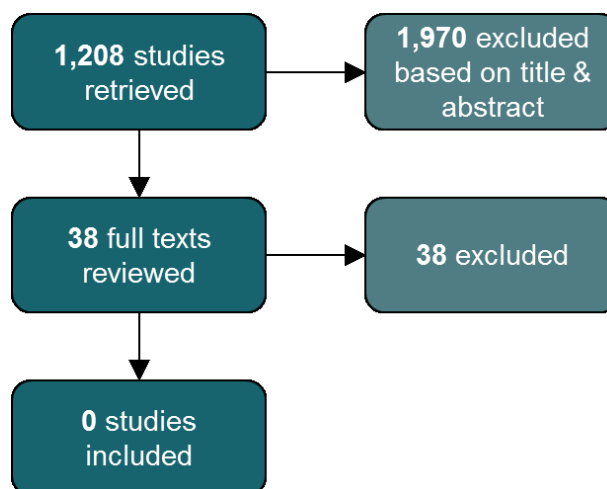 1,208 studies
retrieved
1,970 excluded
based on title &
abstract
38 full texts
reviewed
38 excluded
0 studies
included